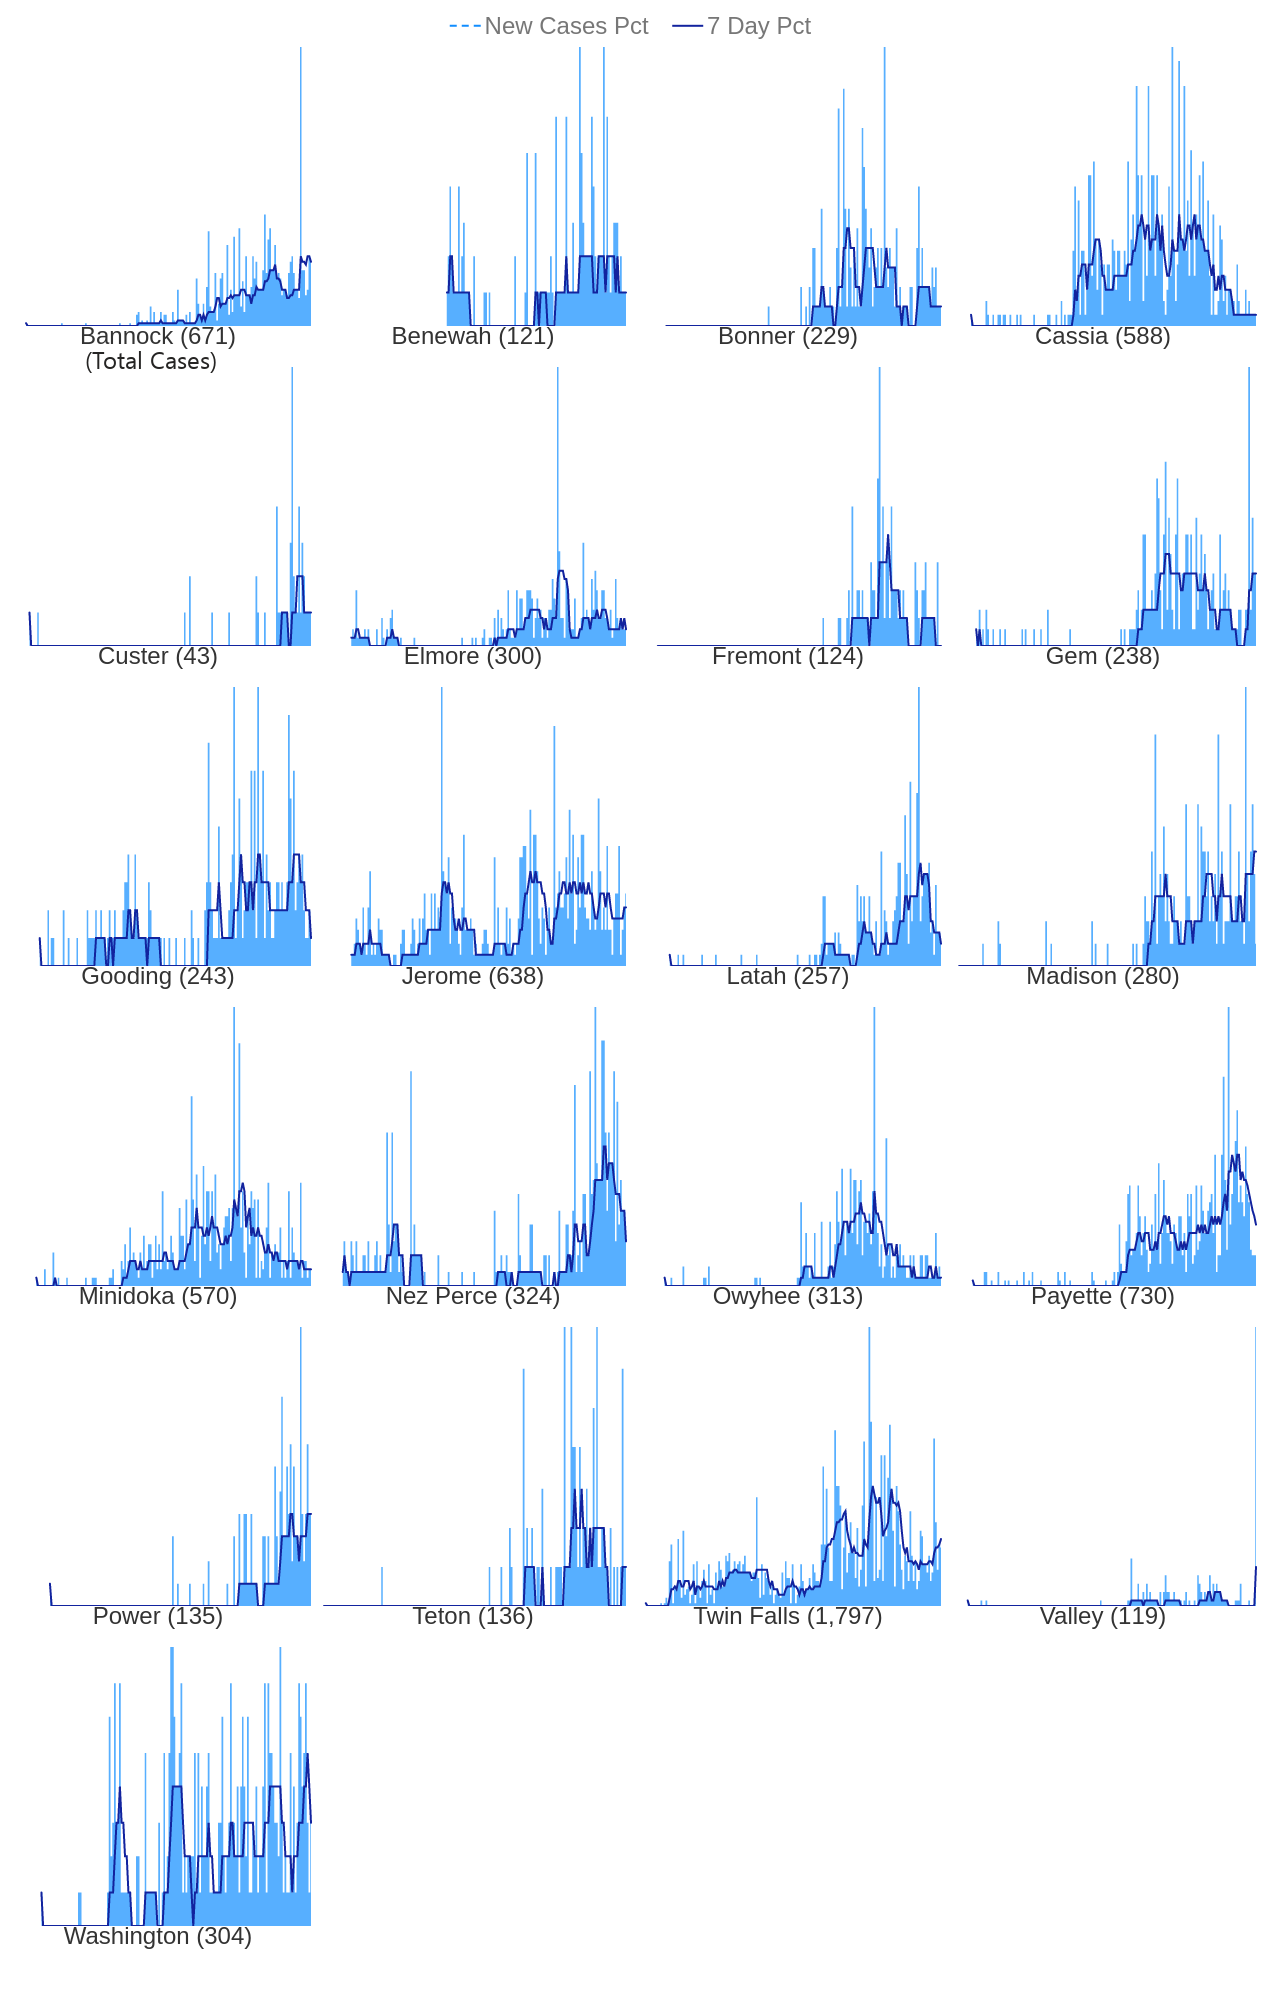 New Cases Pct 7 Day Pct
Bannock (671) Benewah (121) Bonner (229) Cassia (588)
(Total Cases)
Custer (43) Elmore (300) Fremont (124) Gem (238)
Gooding (243) Jerome (638) Latah (257) Madison (280)
Minidoka (570) Nez Perce (324) Owyhee (313) Payette (730)
Power (135) Teton (136) Twin Falls (1,797) Valley (119)
Washington (304)